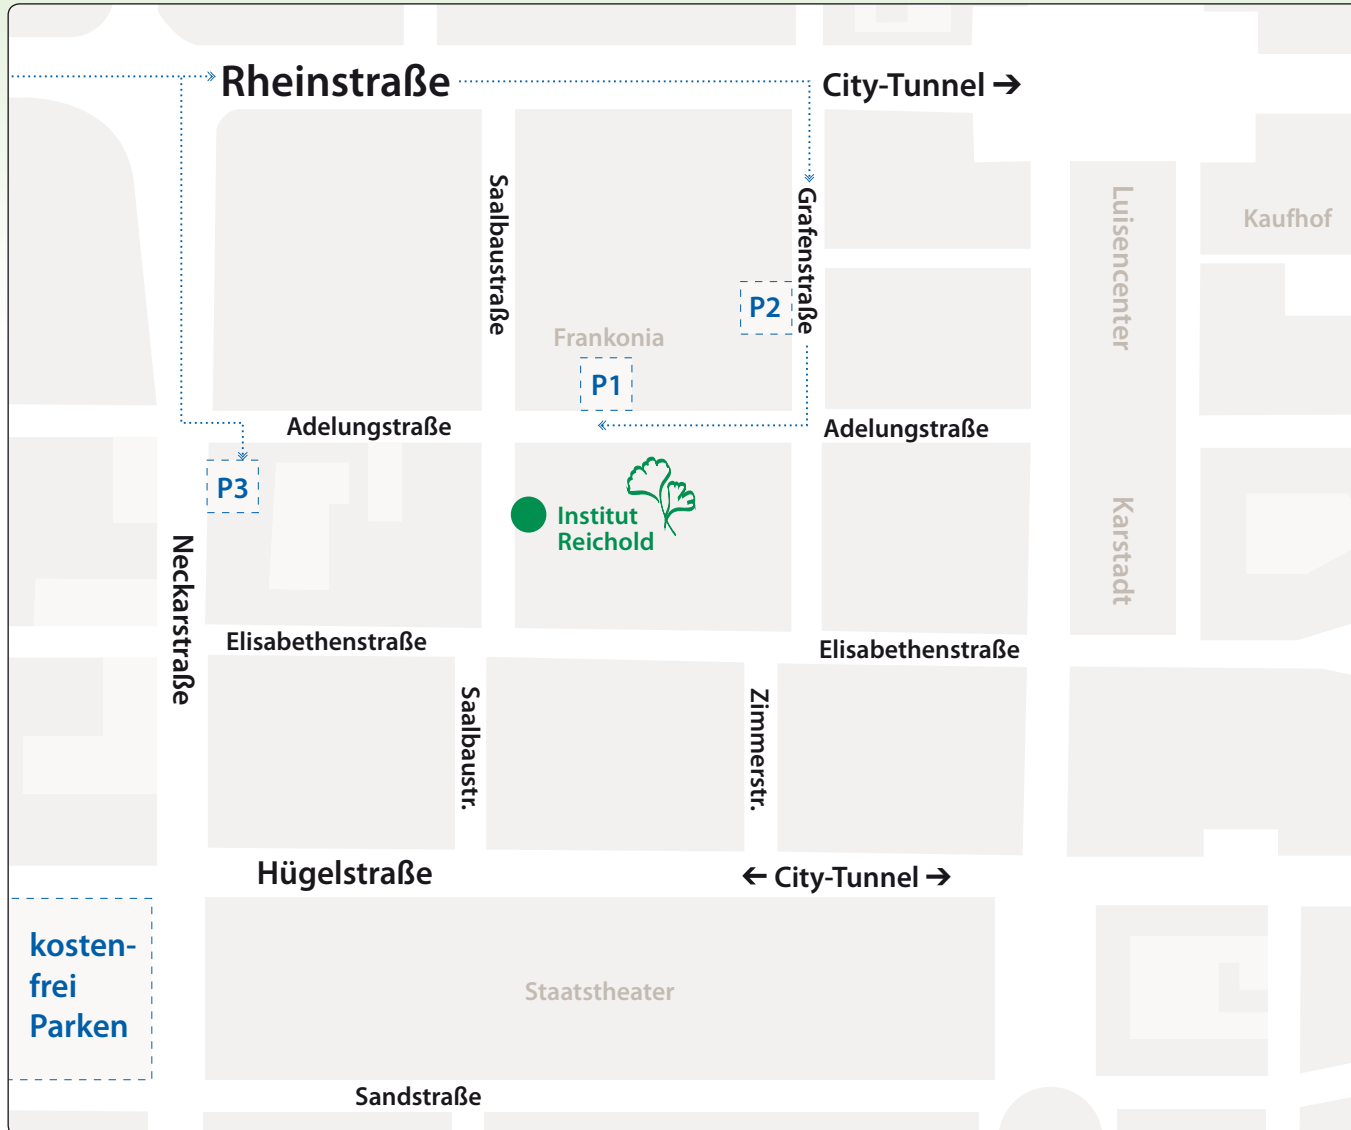 Rheinstraße
City-Tunnel →
Saalbaustraße
Grafenstraße
Luisencenter
Kaufhof
P2
Frankonia
P1
Adelungstraße
Adelungstraße
P3
Institut
Reichold
Karstadt
Neckarstraße
Elisabethenstraße
Elisabethenstraße
Saalbaustr.
Zimmerstr.
Hügelstraße
← City-Tunnel →
kosten-
frei
Parken
Staatstheater
Sandstraße